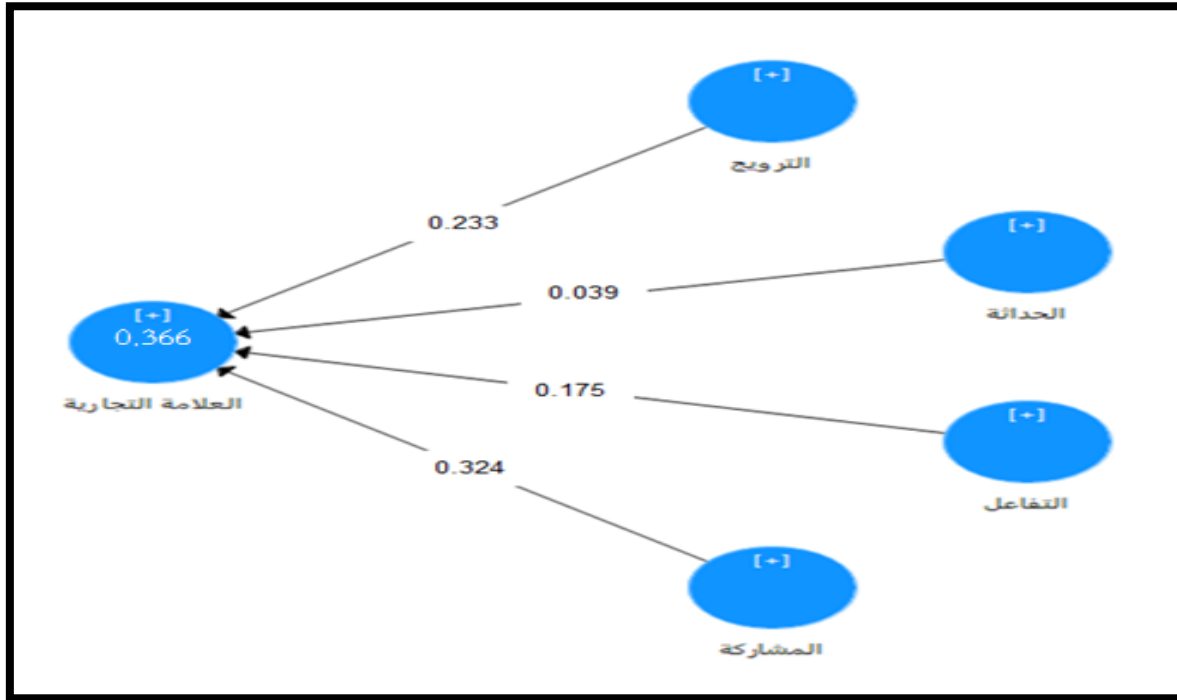 [+]
الترويج
0.233
[+]
الحداثة
0.039
[+]
0.366
العلامة التجارية
0.175
[+]
التفاعل
0.324
[+]
المشاركة